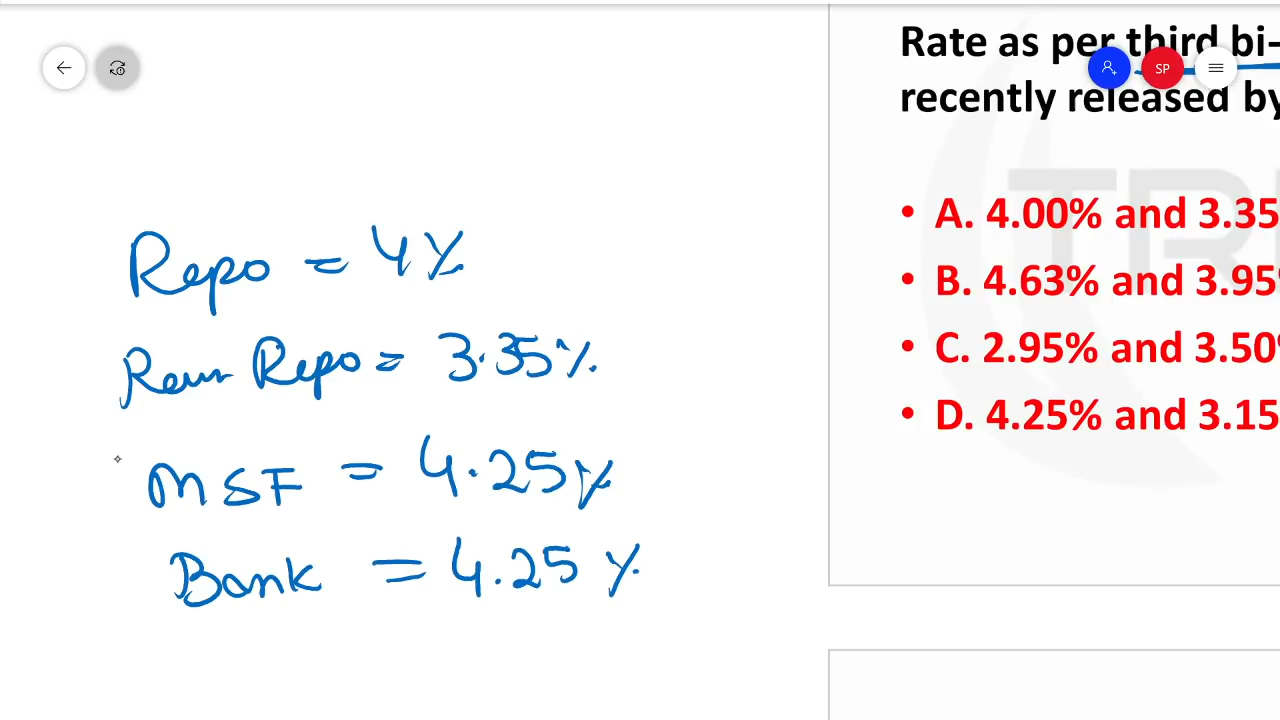 Rate as per third bi-
SP
recently released by
Repo = 4%
Repo = 3.35%
MSF = 4.25%
Bank = 4.25%
• A. 4.00% and 3.35
• B. 4.63% and 3.95%
• C. 2.95% and 3.50%
• D. 4.25% and 3.15